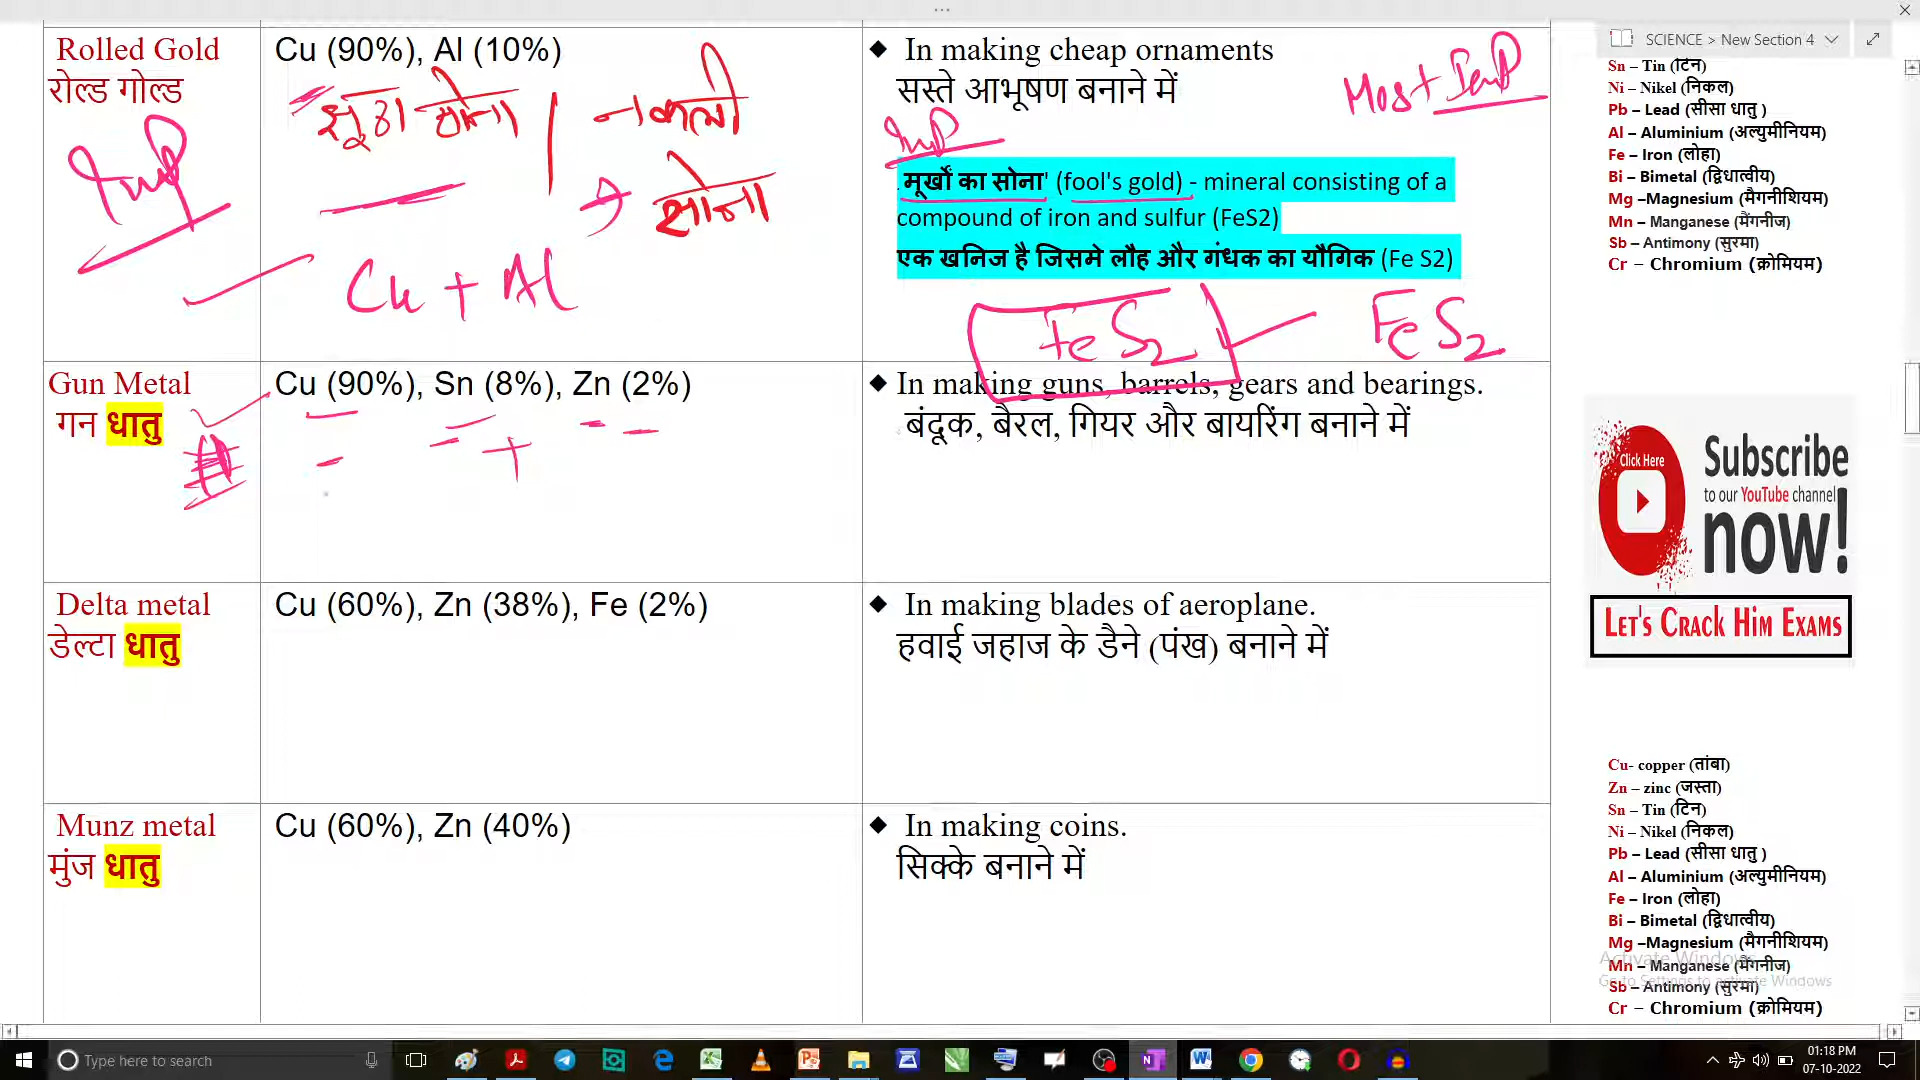 SCIENCE > New Section 4
Rolled Gold
रोल्ड गोल्ड
Imp
Cu (90%), Al (10%)
झूठा सोना | नकली
→ सोना
Cu + Al
◆ In making cheap ornaments
सस्ते आभूषण बनाने में
Most Imp
Imp
'मूर्खों का सोना' (fool's gold) - mineral consisting of a
compound of iron and sulfur (FeS2)
एक खनिज है जिसमे लौह और गंधक का यौगिक (Fe S2)
FeS2 FeS2
Gun Metal
गन धातु
Cu (90%), Sn (8%), Zn (2%)
+
◆ In making guns, barrels, gears and bearings.
बंदूक, बैरल, गियर और बायरिंग बनाने में
Delta metal
डेल्टा धातु
Cu (60%), Zn (38%), Fe (2%)
◆ In making blades of aeroplane.
हवाई जहाज के डैने (पंख) बनाने में
Munz metal
मुंज धातु
Cu (60%), Zn (40%)
◆ In making coins.
सिक्के बनाने में
Sn – Tin (टिन)
Ni – Nikel (निकल)
Pb – Lead (सीसा धातु )
Al – Aluminium (अल्युमीनियम)
Fe – Iron (लोहा)
Bi – Bimetal (द्विधात्वीय)
Mg –Magnesium (मैगनीशियम)
Mn – Manganese (मैंगनीज)
Sb – Antimony (सुरमा)
Cr – Chromium (क्रोमियम)
Click Here
Subscribe
to our YouTube channel
now!
Let's Crack Him Exams
Cu- copper (तांबा)
Zn – zinc (जस्ता)
Sn – Tin (टिन)
Ni – Nikel (निकल)
Pb – Lead (सीसा धातु )
Al – Aluminium (अल्युमीनियम)
Fe – Iron (लोहा)
Bi – Bimetal (द्विधात्वीय)
Mg –Magnesium (मैगनीशियम)
Mn – Manganese (मैंगनीज)
Sb – Antimony (सुरमा)
Cr – Chromium (क्रोमियम)
Activate Windows
Go to Settings to activate Windows
Type here to search
01:18 PM
07-10-2022